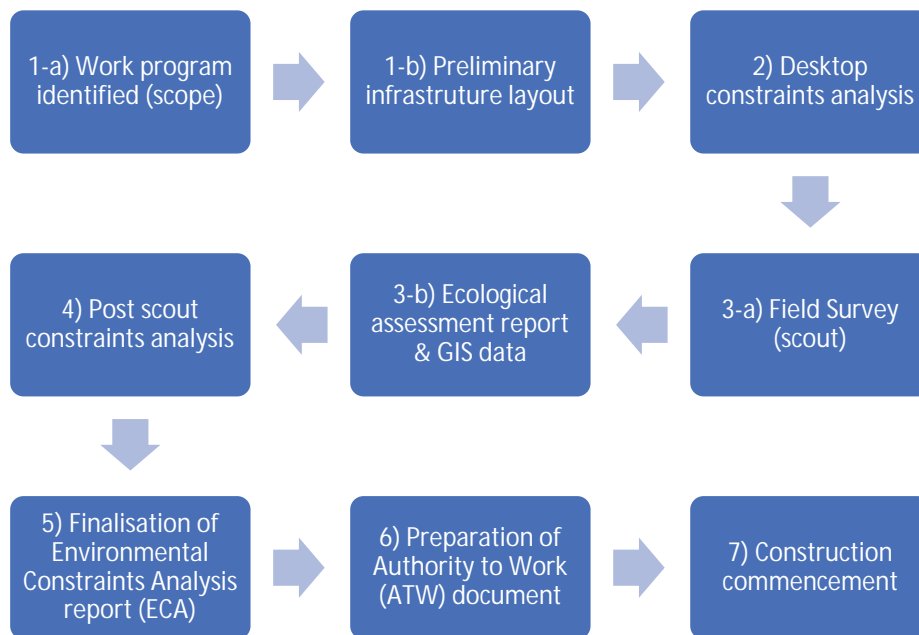 1-a) Work program
identified (scope)
1-b) Preliminary
infrastruture layout
2) Desktop
constraints analysis
3-a) Field Survey
(scout)
3-b) Ecological
assessment report
& GIS data
4) Post scout
constraints analysis
5) Finalisation of
Environmental
Constraints Analysis
report (ECA)
6) Preparation of
Authority to Work
(ATW) document
7) Construction
commencement